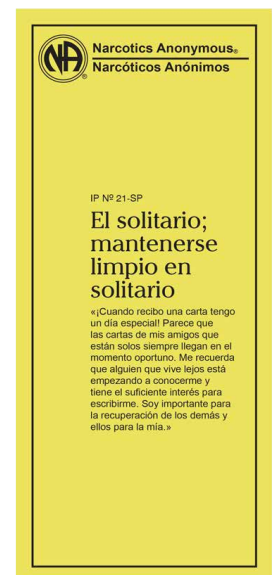 NA
Narcotics Anonymous®
Narcóticos Anónimos
®
IP Nº 21-SP
El solitario;
mantenerse
limpio en
solitario
«¡Cuando recibo una carta tengo
un día especial! Parece que
las cartas de mis amigos que
están solos siempre llegan en el
momento oportuno. Me recuerda
que alguien que vive lejos está
empezando a conocerme y
tiene el suficiente interés para
escribirme. Soy importante para
la recuperación de los demás y
ellos para la mía.»